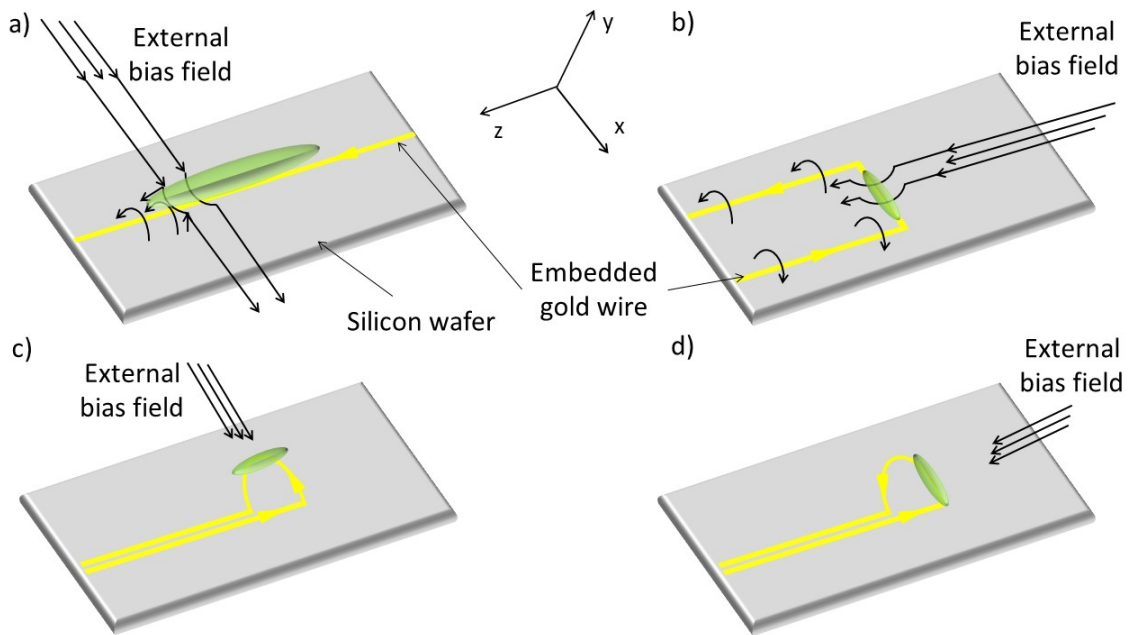 a)
External
bias field
y
z
x
b)
External
bias field
Embedded
gold wire
Silicon wafer
c)
External
bias field
d)
External
bias field